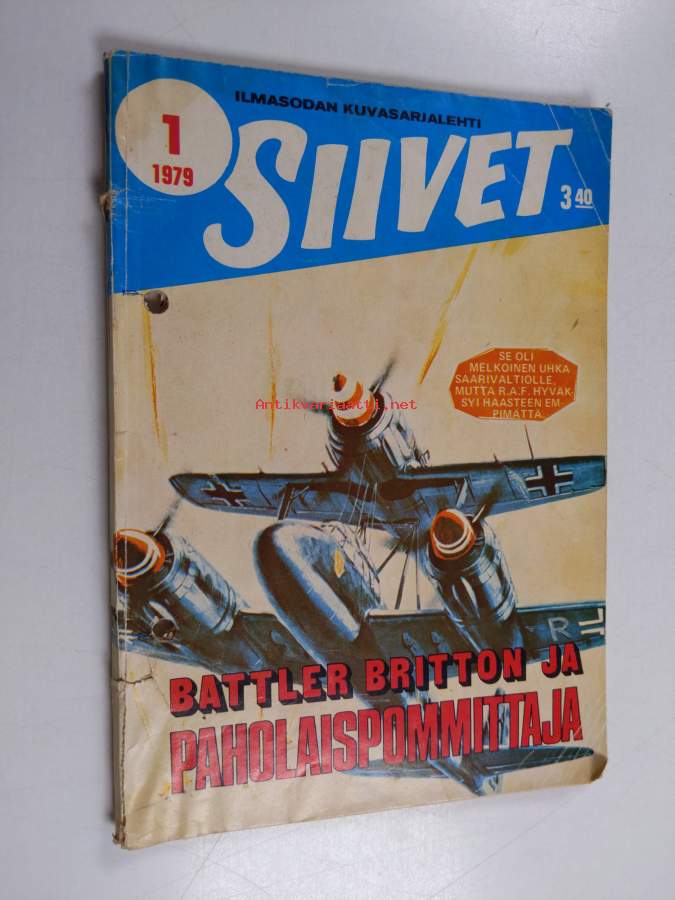 ILMASODAN KUVASARJALEHTI
1
1979
SIIVET
3 40
SE OLI
MELKOINEN UHKA
SAARIVALTIOLLE,
MUTTA R.A.F. HYVÄK-
SYI HAASTEEN EM
PIMÄTTÄ.
Antikvariaatti.net
R
BATTLER BRITTON JA
PAHOLAISPOMMITTAJA